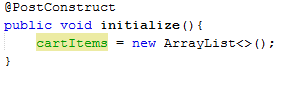 @PostConstruct
public void initialize(){
    cartItems = new ArrayList<>();
}